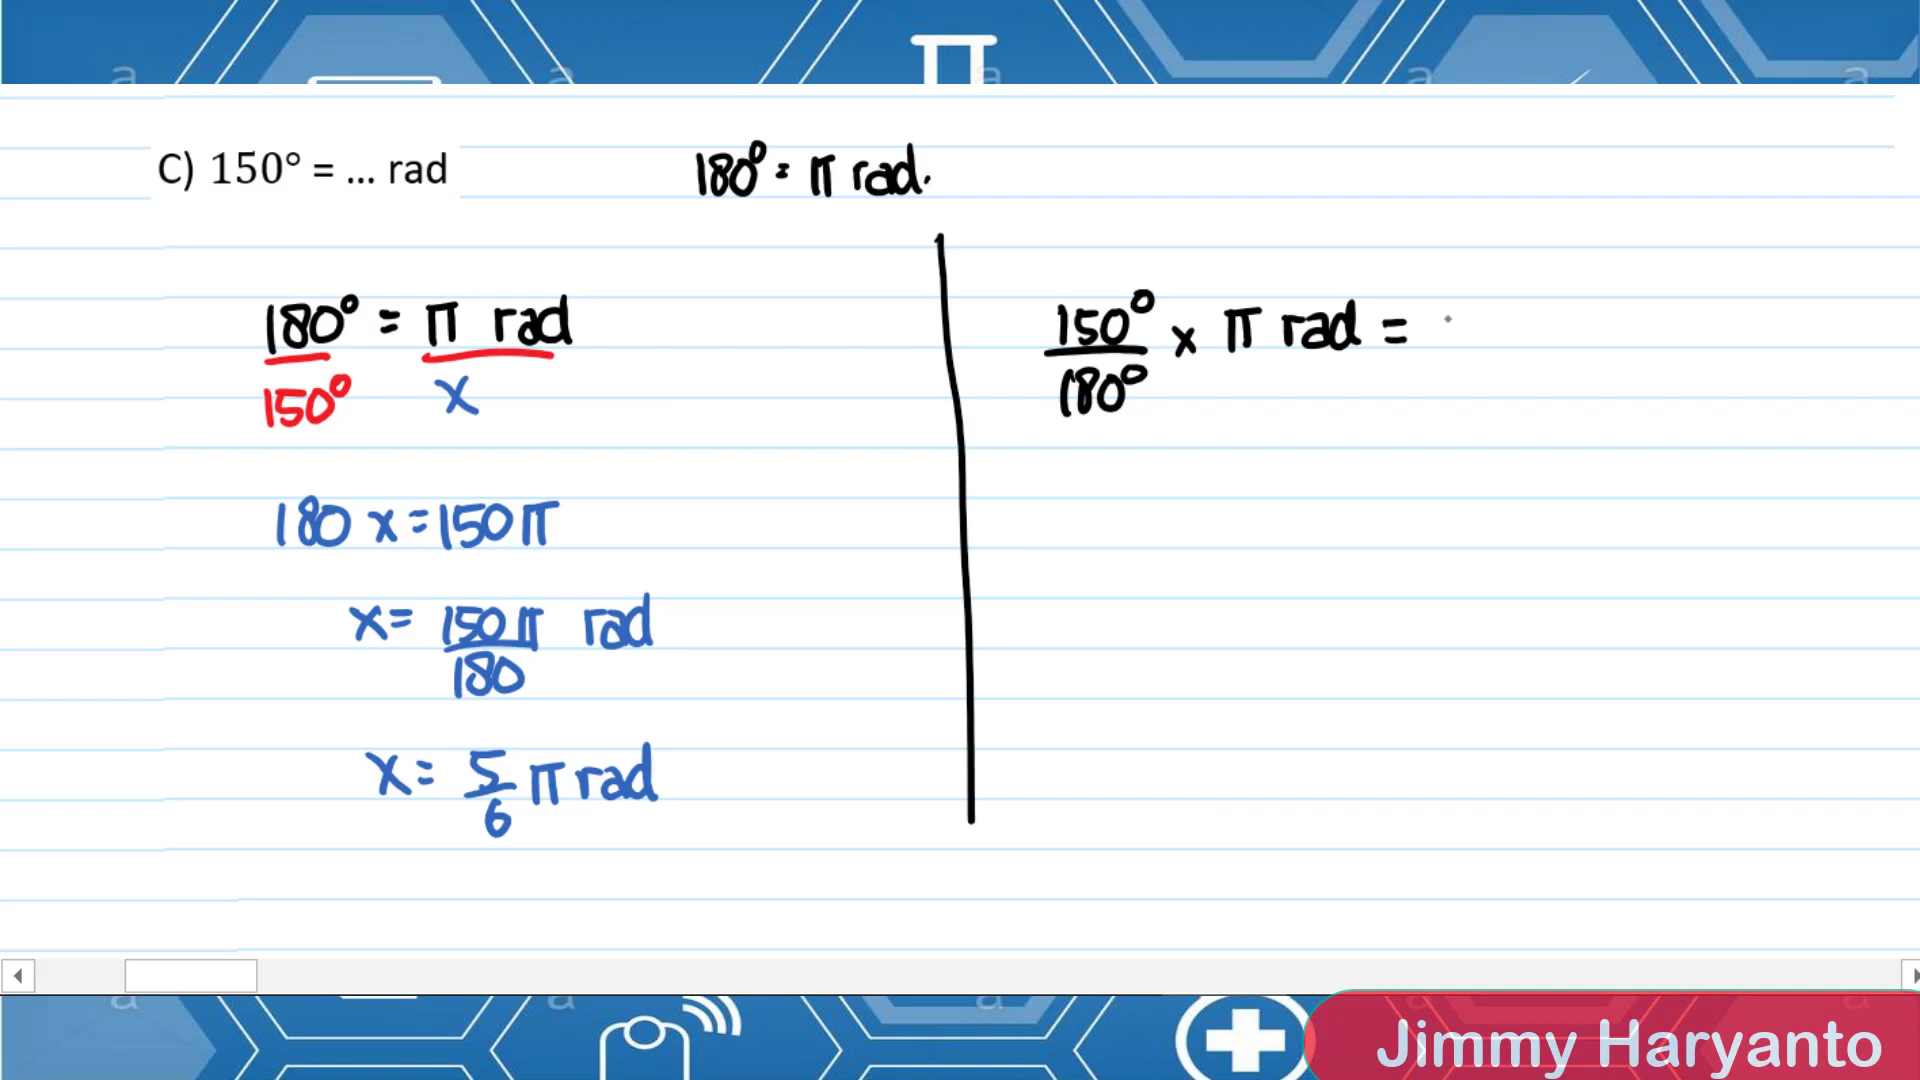 C) 150° = ... rad
180° = π rad.
180° = π rad
150° x
180 x = 150π
x = 150π/180 rad
x = 5/6 π rad
150°/180° x π rad =
Jimmy Haryanto